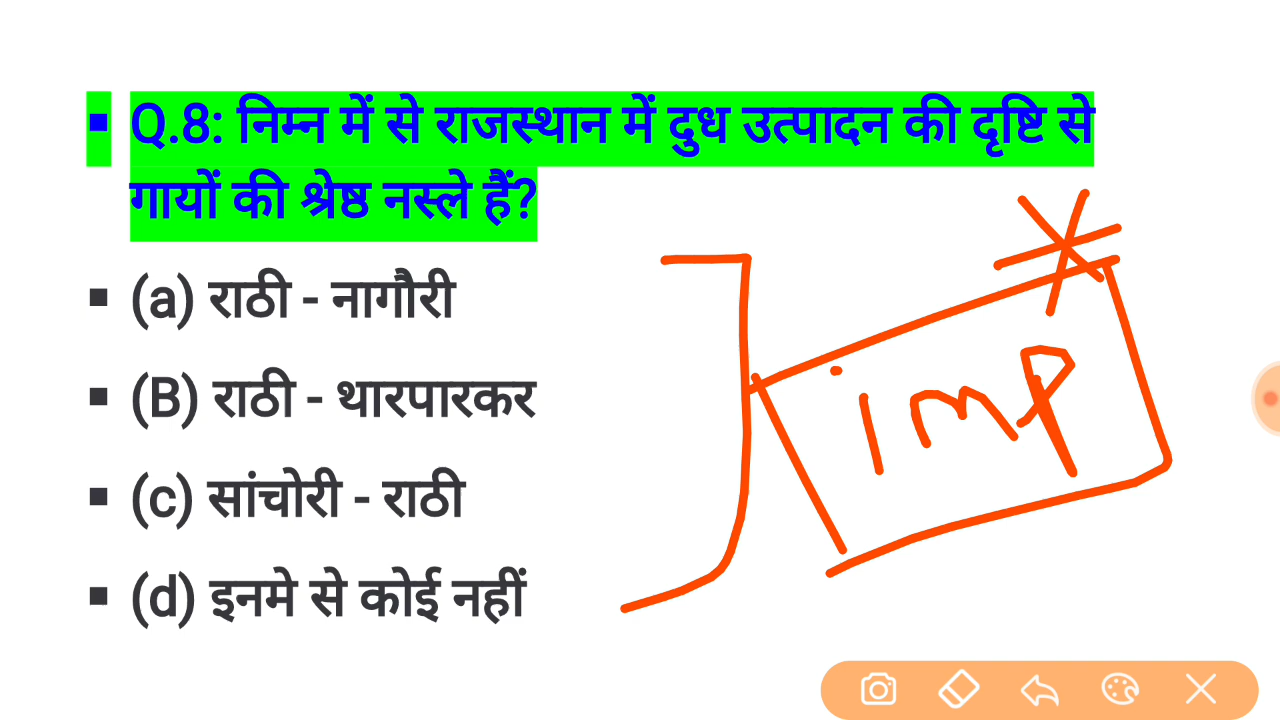 Q.8: निम्न में से राजस्थान में दुध उत्पादन की दृष्टि से
गायों की श्रेष्ठ नस्ले हैं?
(a) राठी - नागौरी
(B) राठी - थारपारकर
(c) सांचोरी - राठी
(d) इनमे से कोई नहीं
imp